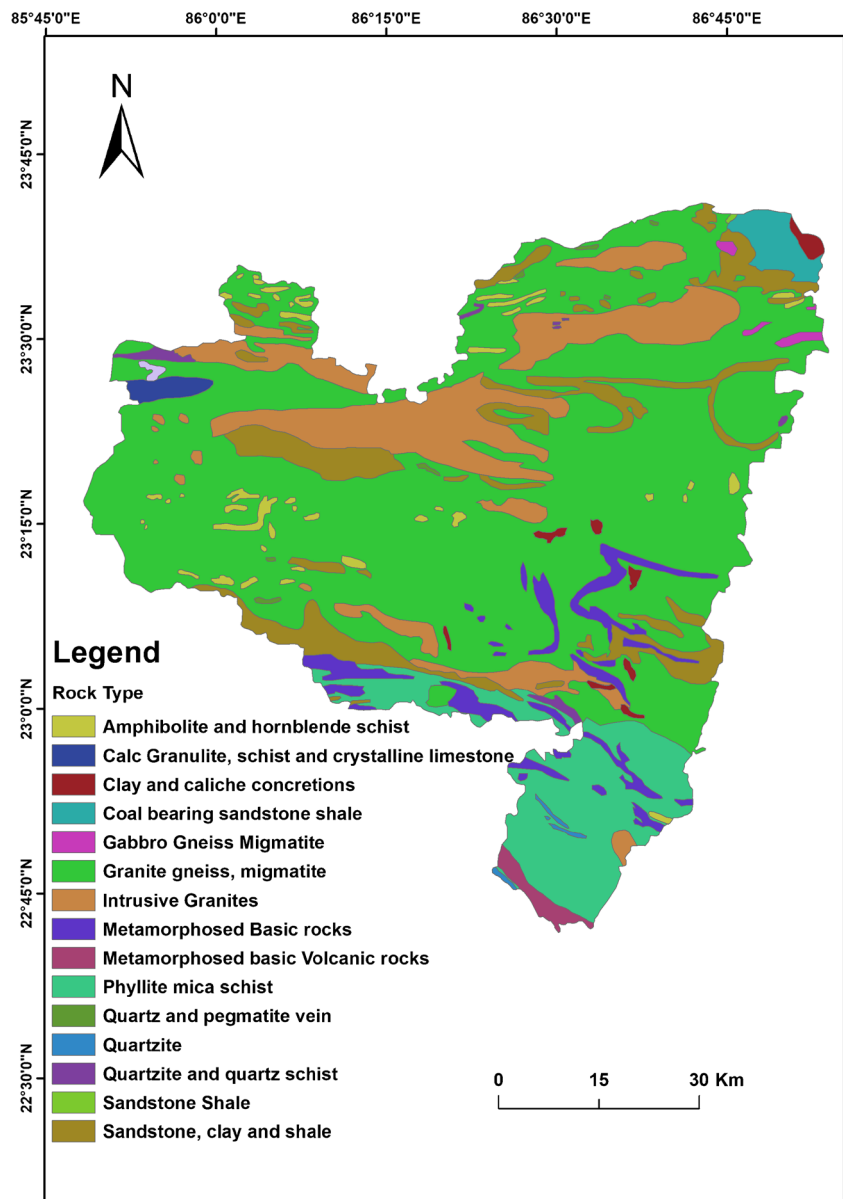 85°45'0"E 86°0'0"E 86°15'0"E 86°30'0"E 86°45'0"E
N
23°45'0"N
23°30'0"N
23°15'0"N
23°0'0"N
22°45'0"N
22°30'0"N
Legend
Rock Type
Amphibolite and hornblende schist
Calc Granulite, schist and crystalline limestone
Clay and caliche concretions
Coal bearing sandstone shale
Gabbro Gneiss Migmatite
Granite gneiss, migmatite
Intrusive Granites
Metamorphosed Basic rocks
Metamorphosed basic Volcanic rocks
Phyllite mica schist
Quartz and pegmatite vein
Quartzite
Quartzite and quartz schist
Sandstone Shale
Sandstone, clay and shale
0 15 30 Km